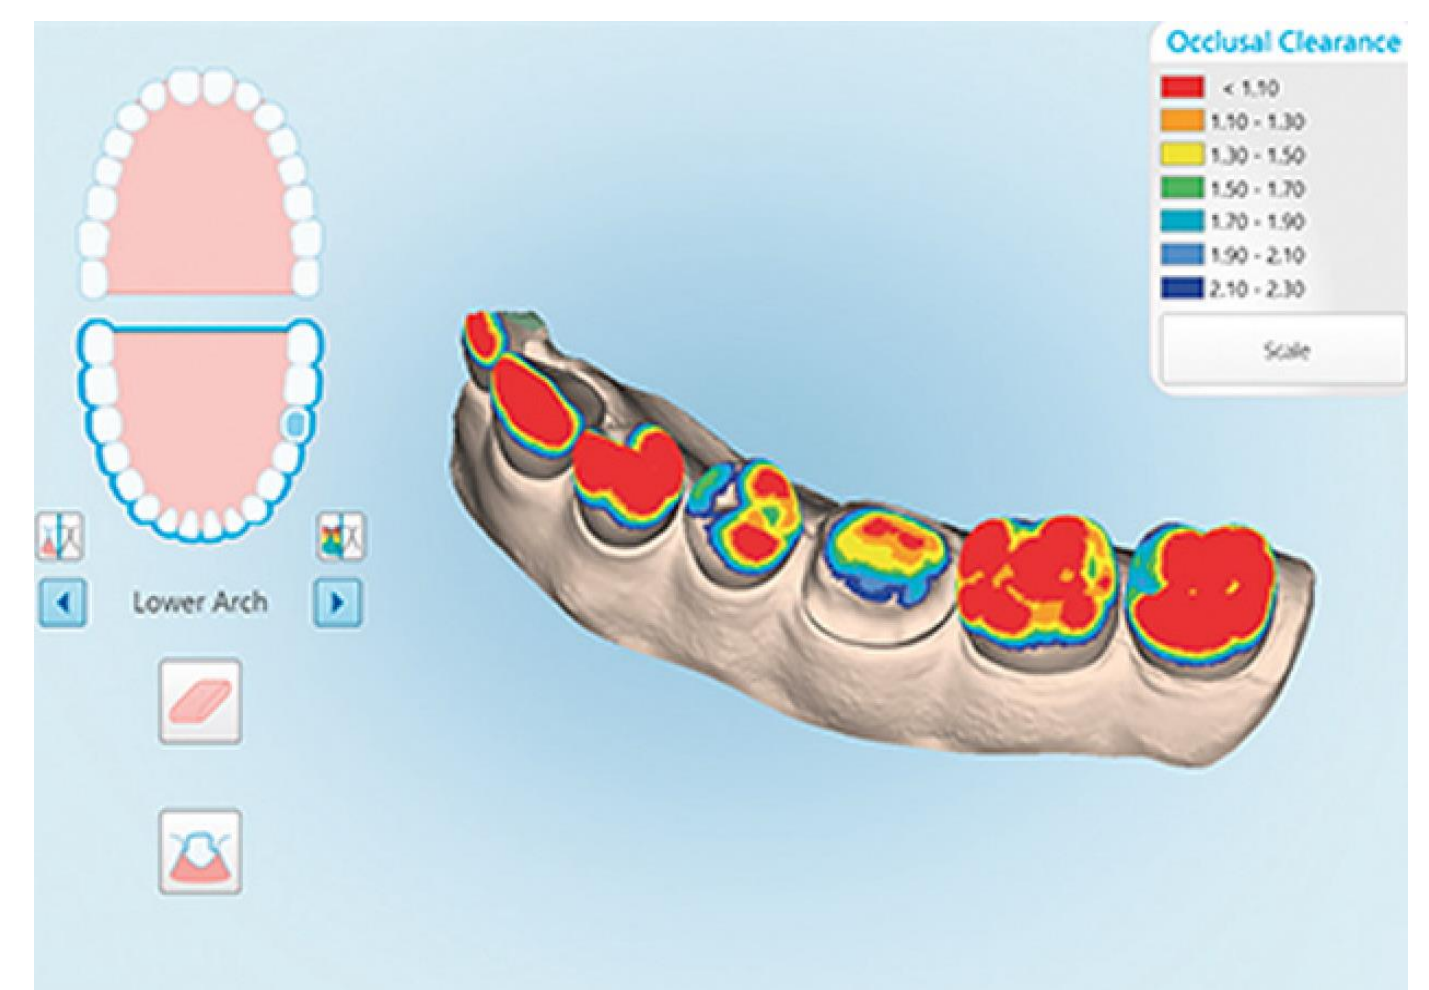 Occlusal Clearance
< 1.10
1.10 - 1.30
1.30 - 1.50
1.50 - 1.70
1.70 - 1.90
1.90 - 2.10
2.10 - 2.30
Scale
Lower Arch